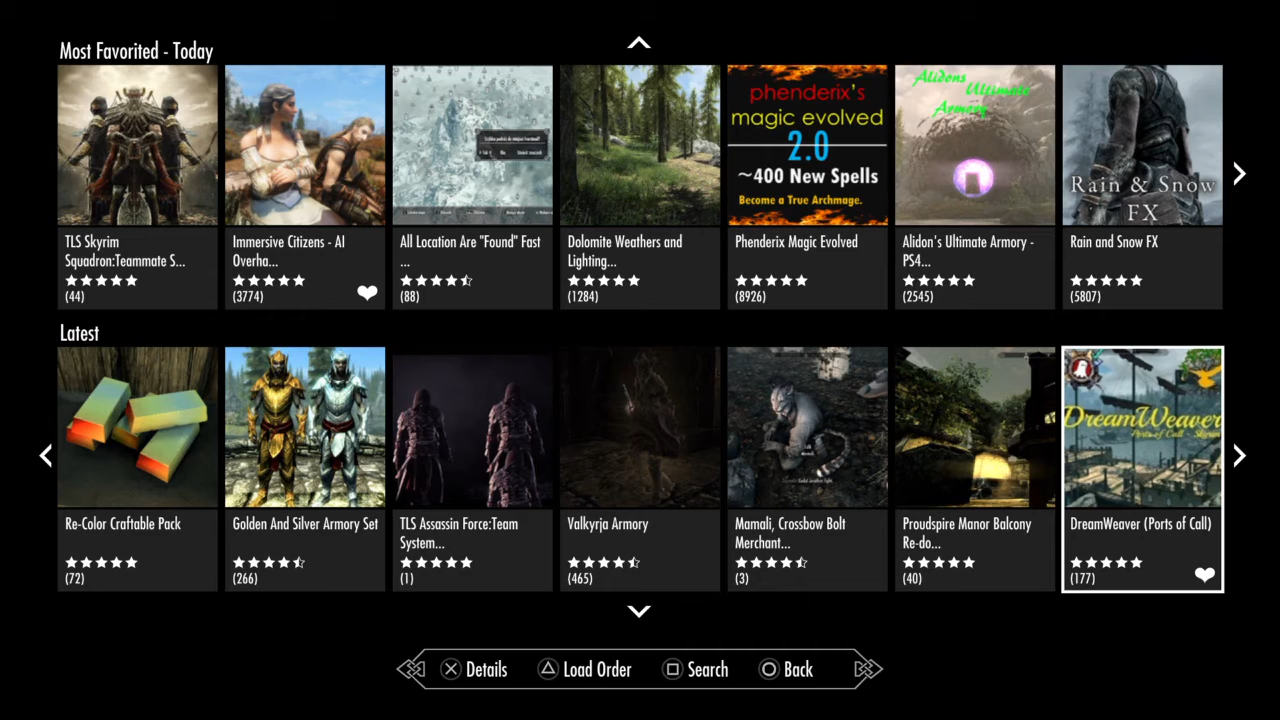 Most Favorited - Today
phenderix's
magic evolved
2.0
~400 New Spells
Become a True Archmage.
Alidons
Ultimate
Armory
Rain & Snow
FX
TLS Skyrim
Squadron:Teammate S...
(44)
Immersive Citizens - AI
Overha...
(3774)
All Location Are "Found" Fast
...
(88)
Dolomite Weathers and
Lighting...
(1284)
Phenderix Magic Evolved
(8926)
Alidon's Ultimate Armory -
PS4...
(2545)
Rain and Snow FX
(5807)
Latest
DreamWeaver
Ports of Call - Skyrim
Re-Color Craftable Pack
(72)
Golden And Silver Armory Set
(266)
TLS Assassin Force:Team
System...
(1)
Valkyrja Armory
(465)
Mamali, Crossbow Bolt
Merchant...
(3)
Proudspire Manor Balcony
Re-do...
(40)
DreamWeaver (Ports of Call)
(177)
Details
Load Order
Search
Back